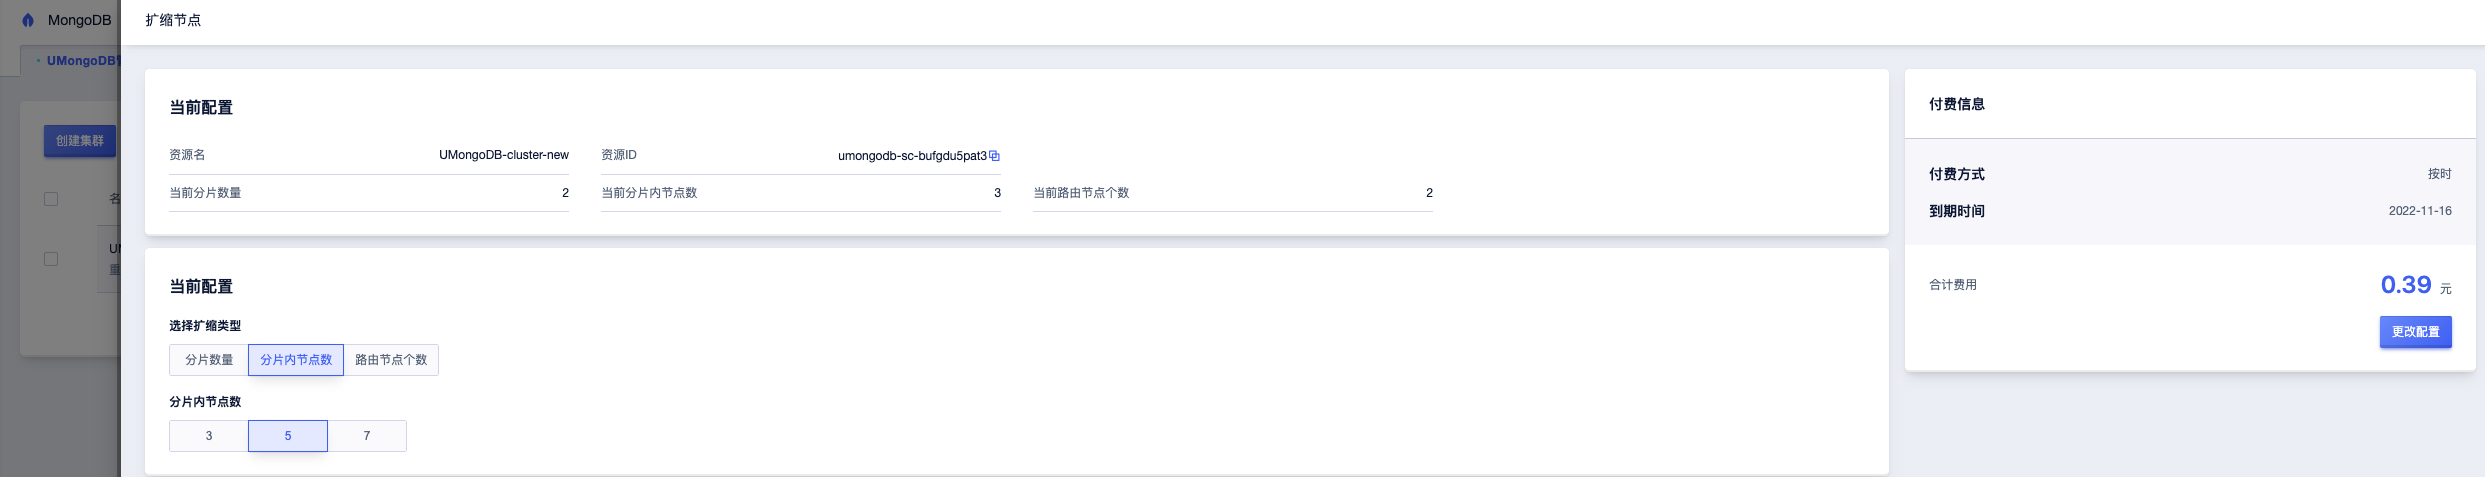 MongoDB
扩缩节点
UMongoDB
创建集群
名
UM
重
当前配置
资源名 UMongoDB-cluster-new 资源ID umongodb-sc-bufgdu5pat3
当前分片数量 2 当前分片内节点数 3 当前路由节点个数 2
当前配置
选择扩缩类型
分片数量 分片内节点数 路由节点个数
分片内节点数
3 5 7
付费信息
付费方式 按时
到期时间 2022-11-16
合计费用 0.39 元
更改配置